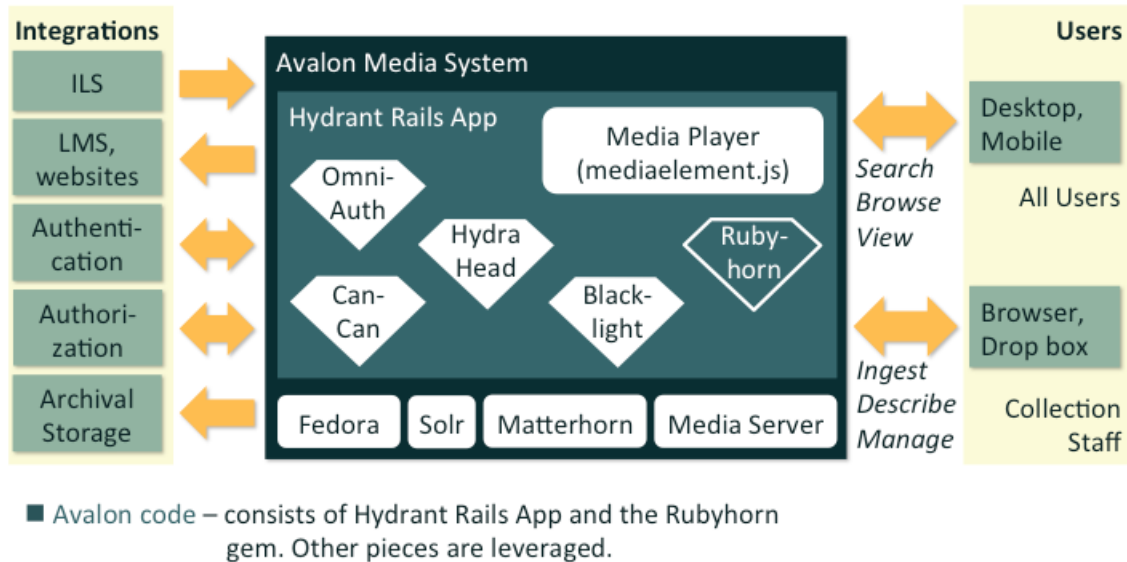 Integrations
ILS
LMS,
websites
Authenti-
cation
Authori-
zation
Archival
Storage
Avalon Media System
Hydrant Rails App
Media Player
(mediaelement.js)
Omni-
Auth
Hydra
Head
Ruby-
horn
Can-
Can
Black-
light
Fedora
Solr
Matterhorn
Media Server
Search
Browse
View
Ingest
Describe
Manage
Users
Desktop,
Mobile
All Users
Browser,
Drop box
Collection
Staff
Avalon code – consists of Hydrant Rails App and the Rubyhorn
gem. Other pieces are leveraged.